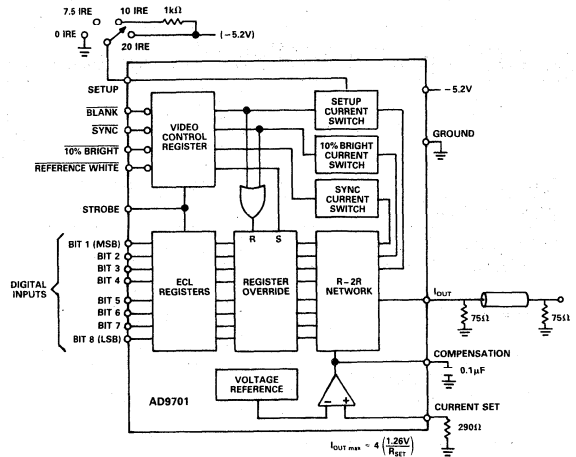 7.5 IRE
10 IRE
1kΩ
0 IRE
20 IRE
(−5.2V)
SETUP
−5.2V
BLANK
SYNC
10% BRIGHT
REFERENCE WHITE
VIDEO
CONTROL
REGISTER
SETUP
CURRENT
SWITCH
10% BRIGHT
CURRENT
SWITCH
SYNC
CURRENT
SWITCH
GROUND
STROBE
R
S
DIGITAL
INPUTS
BIT 1 (MSB)
BIT 2
BIT 3
BIT 4
BIT 5
BIT 6
BIT 7
BIT 8 (LSB)
ECL
REGISTERS
REGISTER
OVERRIDE
R−2R
NETWORK
IOUT
75Ω
75Ω
COMPENSATION
0.1μF
VOLTAGE
REFERENCE
−
+
CURRENT SET
290Ω
AD9701
IOUT max ≈ 4 (1.26V / RSET)